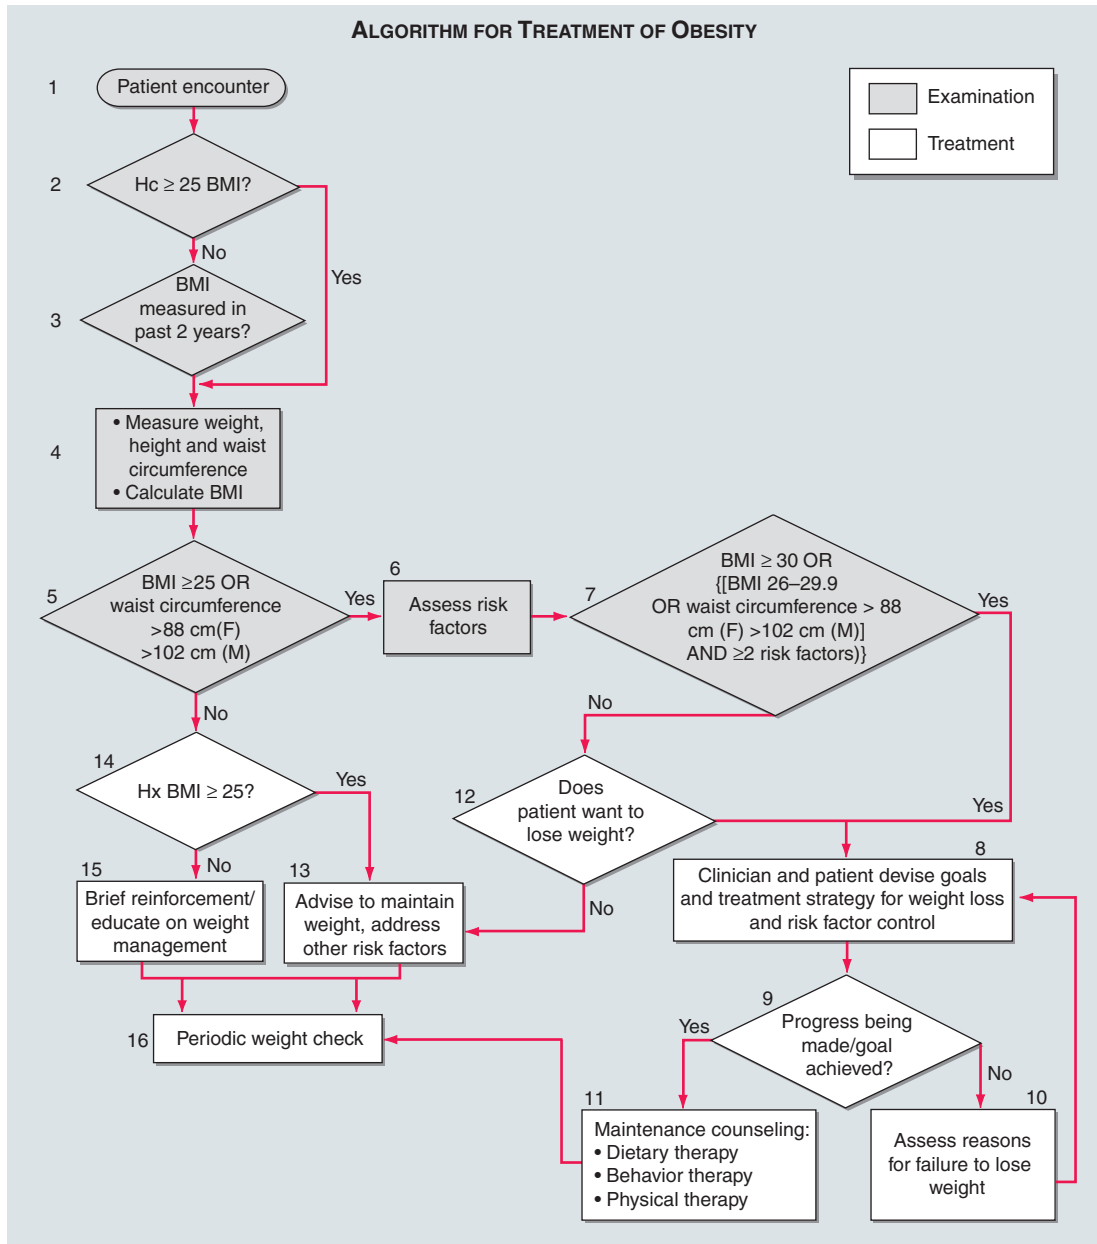 ALGORITHM FOR TREATMENT OF OBESITY
Examination
Treatment
1
Patient encounter
2
Hc ≥ 25 BMI?
No
Yes
3
BMI
measured in
past 2 years?
4
• Measure weight,
height and waist
circumference
• Calculate BMI
5
BMI ≥25 OR
waist circumference
>88 cm(F)
>102 cm (M)
Yes
No
6
Assess risk
factors
7
BMI ≥ 30 OR
{[BMI 26–29.9
OR waist circumference > 88
cm (F) >102 cm (M)]
AND ≥2 risk factors)}
Yes
No
14
Hx BMI ≥ 25?
Yes
No
12
Does
patient want to
lose weight?
Yes
No
15
Brief reinforcement/
educate on weight
management
13
Advise to maintain
weight, address
other risk factors
8
Clinician and patient devise goals
and treatment strategy for weight loss
and risk factor control
16
Periodic weight check
9
Progress being
made/goal
achieved?
Yes
No
11
Maintenance counseling:
• Dietary therapy
• Behavior therapy
• Physical therapy
10
Assess reasons
for failure to lose
weight